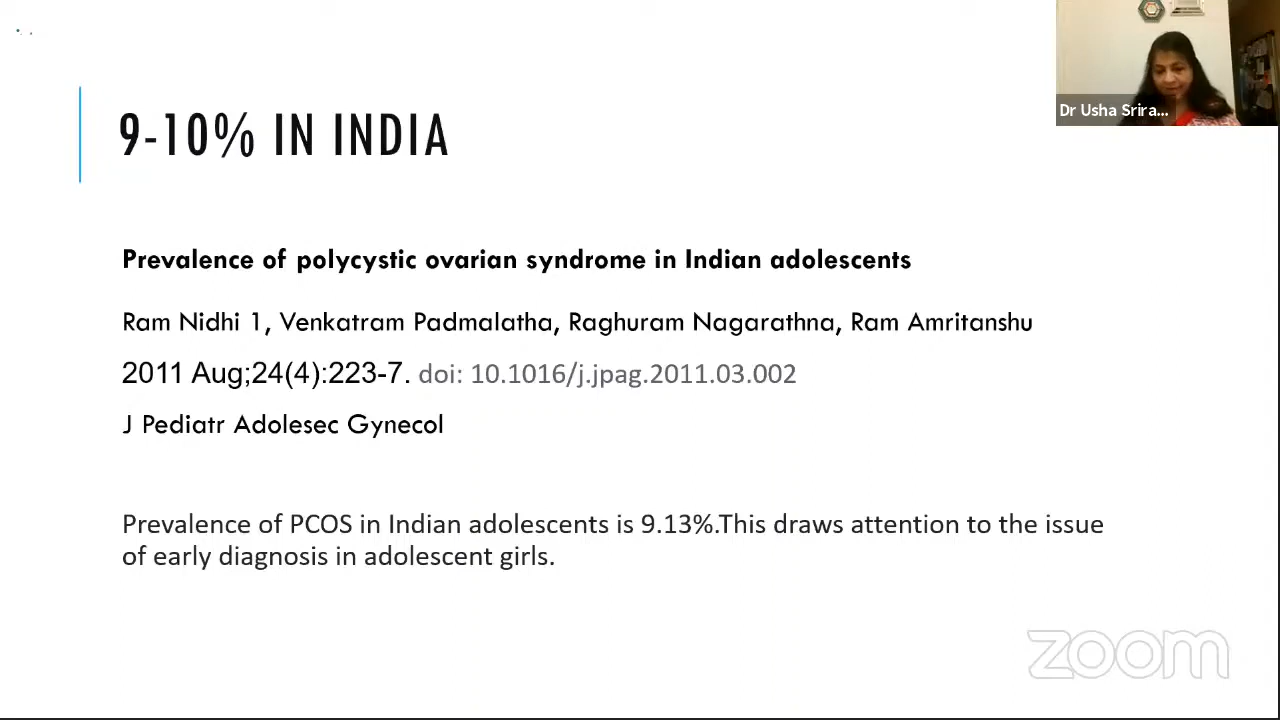 Dr Usha Srira...
9-10% IN INDIA
Prevalence of polycystic ovarian syndrome in Indian adolescents
Ram Nidhi 1, Venkatram Padmalatha, Raghuram Nagarathna, Ram Amritanshu
2011 Aug;24(4):223-7. doi: 10.1016/j.jpag.2011.03.002
J Pediatr Adolesec Gynecol
Prevalence of PCOS in Indian adolescents is 9.13%.This draws attention to the issue
of early diagnosis in adolescent girls.
zoom